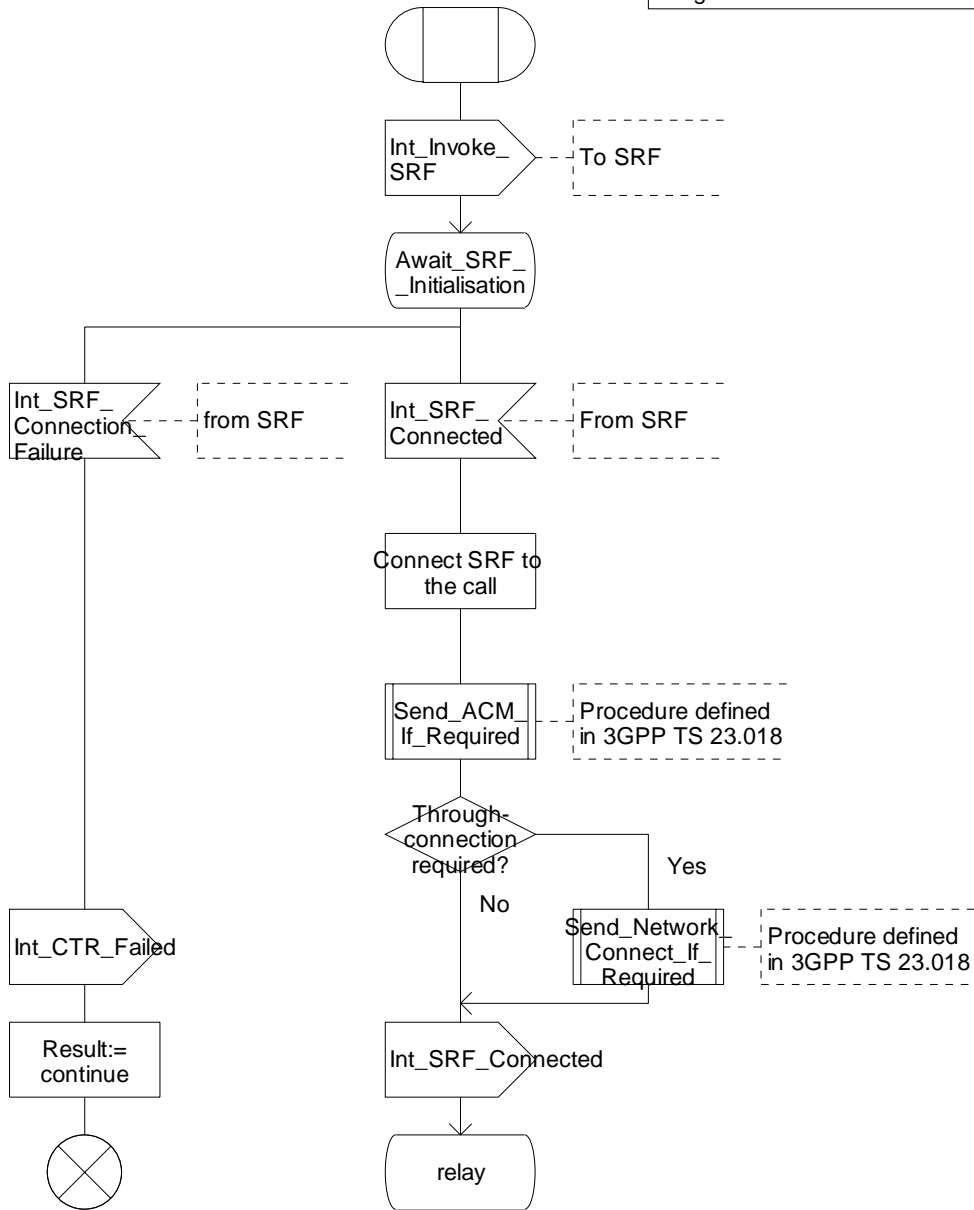 Int_Invoke_
SRF
To SRF
Await_SRF_
_Initialisation
Int_SRF_
Connection_
Failure
from SRF
Int_SRF_
Connected
From SRF
Connect SRF to
the call
Send_ACM_
If_Required
Procedure defined
in 3GPP TS 23.018
Through-
connection
required?
Yes
No
Int_CTR_Failed
Send_Network_
Connect_If_
Required
Procedure defined
in 3GPP TS 23.018
Result:=
continue
Int_SRF_Connected
relay